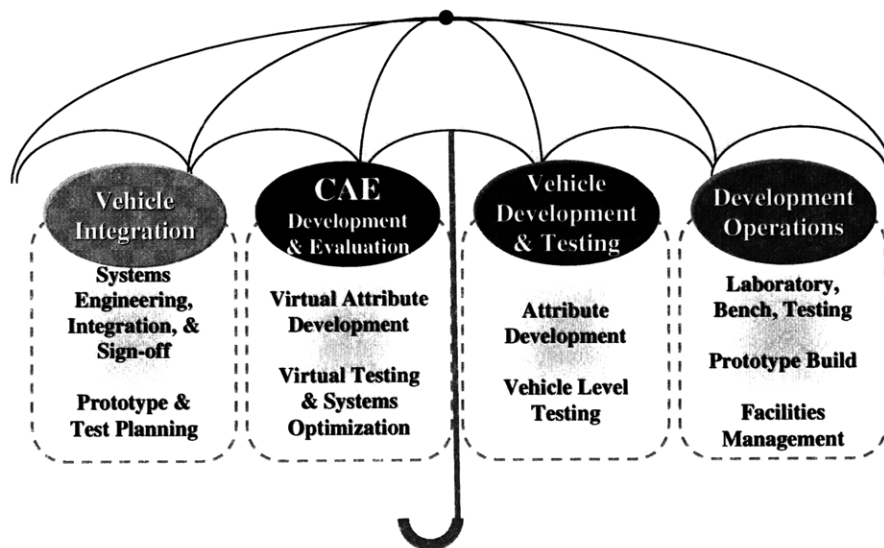 Vehicle
Integration
Systems
Engineering,
Integration, &
Sign-off
Prototype &
Test Planning
CAE
Development
& Evaluation
Virtual Attribute
Development
Virtual Testing
& Systems
Optimization
Vehicle
Development
& Testing
Attribute
Development
Vehicle Level
Testing
Development
Operations
Laboratory,
Bench, Testing
Prototype Build
Facilities
Management